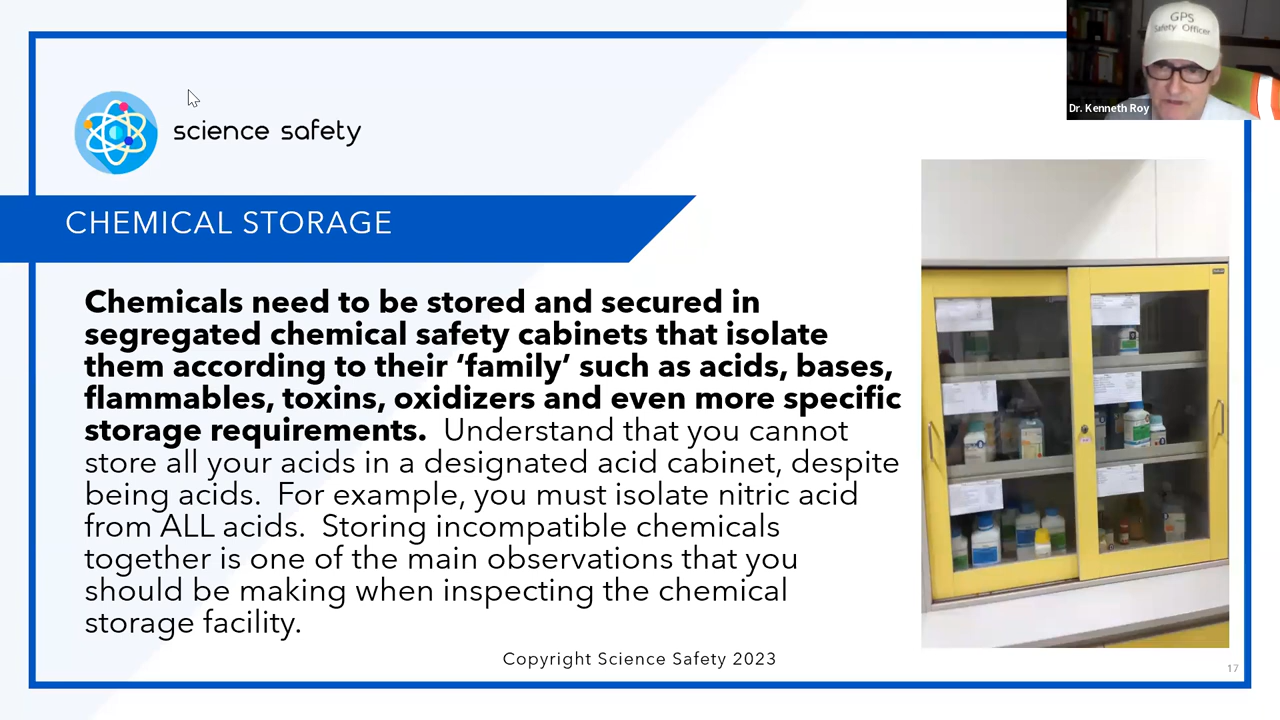 GPS
Safety Officer
Dr. Kenneth Roy
science safety
CHEMICAL STORAGE
Chemicals need to be stored and secured in
segregated chemical safety cabinets that isolate
them according to their ‘family’ such as acids, bases,
flammables, toxins, oxidizers and even more specific
storage requirements. Understand that you cannot
store all your acids in a designated acid cabinet, despite
being acids. For example, you must isolate nitric acid
from ALL acids. Storing incompatible chemicals
together is one of the main observations that you
should be making when inspecting the chemical
storage facility.
Copyright Science Safety 2023
17